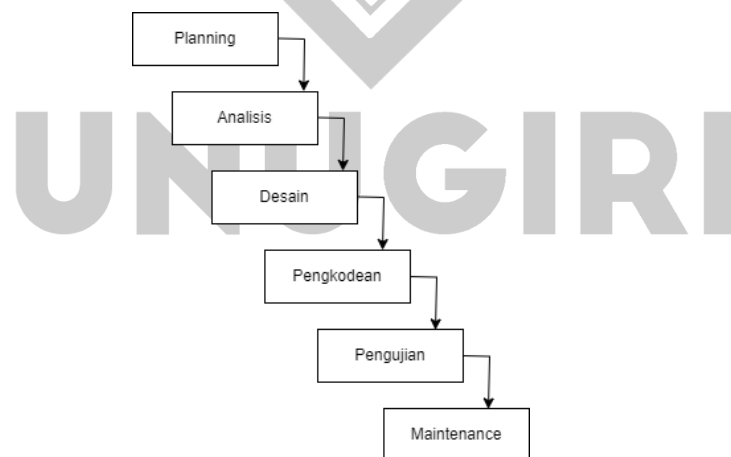 Planning
UNUGIRI
Analisis
Desain
Pengkodean
Pengujian
Maintenance